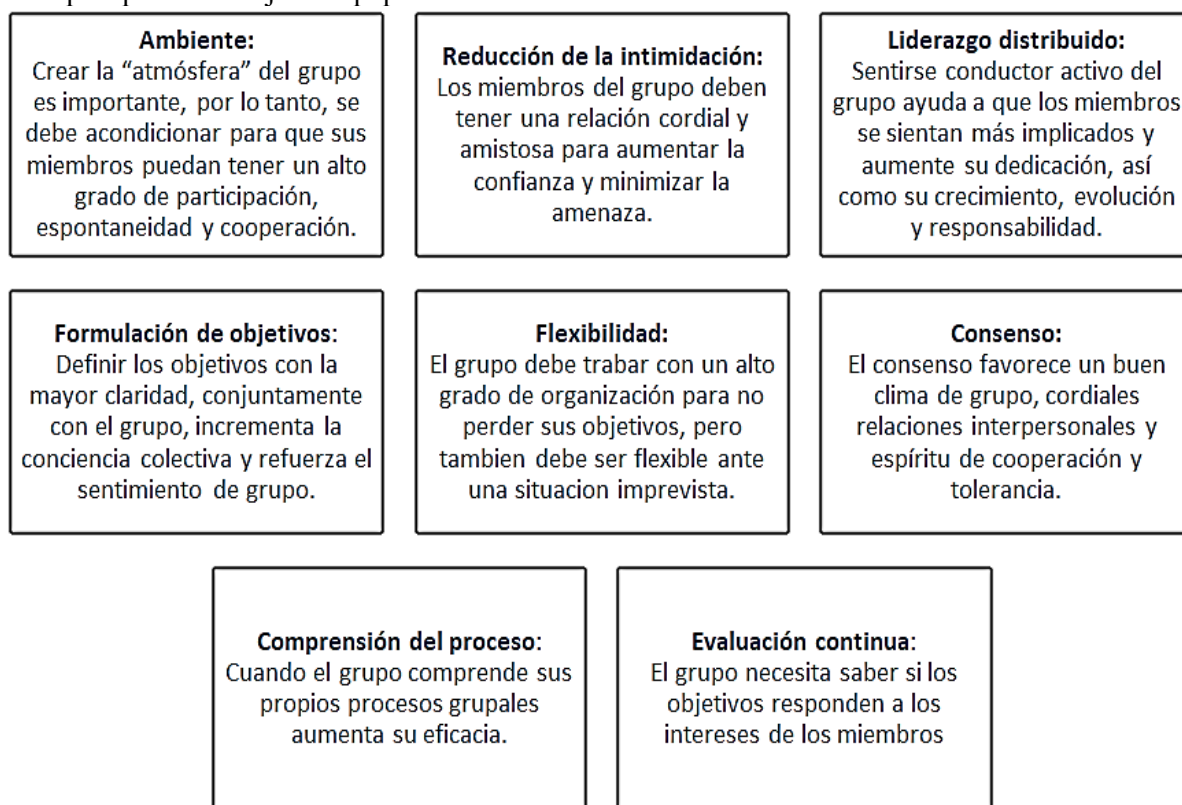 Ambiente:
Crear la “atmósfera” del grupo
es importante, por lo tanto, se
debe acondicionar para que sus
miembros puedan tener un alto
grado de participación,
espontaneidad y cooperación.
Reducción de la intimidación:
Los miembros del grupo deben
tener una relación cordial y
amistosa para aumentar la
confianza y minimizar la
amenaza.
Liderazgo distribuido:
Sentirse conductor activo del
grupo ayuda a que los miembros
se sientan más implicados y
aumente su dedicación, así
como su crecimiento, evolución
y responsabilidad.
Formulación de objetivos:
Definir los objetivos con la
mayor claridad, conjuntamente
con el grupo, incrementa la
conciencia colectiva y refuerza el
sentimiento de grupo.
Flexibilidad:
El grupo debe trabar con un alto
grado de organización para no
perder sus objetivos, pero
tambien debe ser flexible ante
una situacion imprevista.
Consenso:
El consenso favorece un buen
clima de grupo, cordiales
relaciones interpersonales y
espíritu de cooperación y
tolerancia.
Comprensión del proceso:
Cuando el grupo comprende sus
propios procesos grupales
aumenta su eficacia.
Evaluación continua:
El grupo necesita saber si los
objetivos responden a los
intereses de los miembros